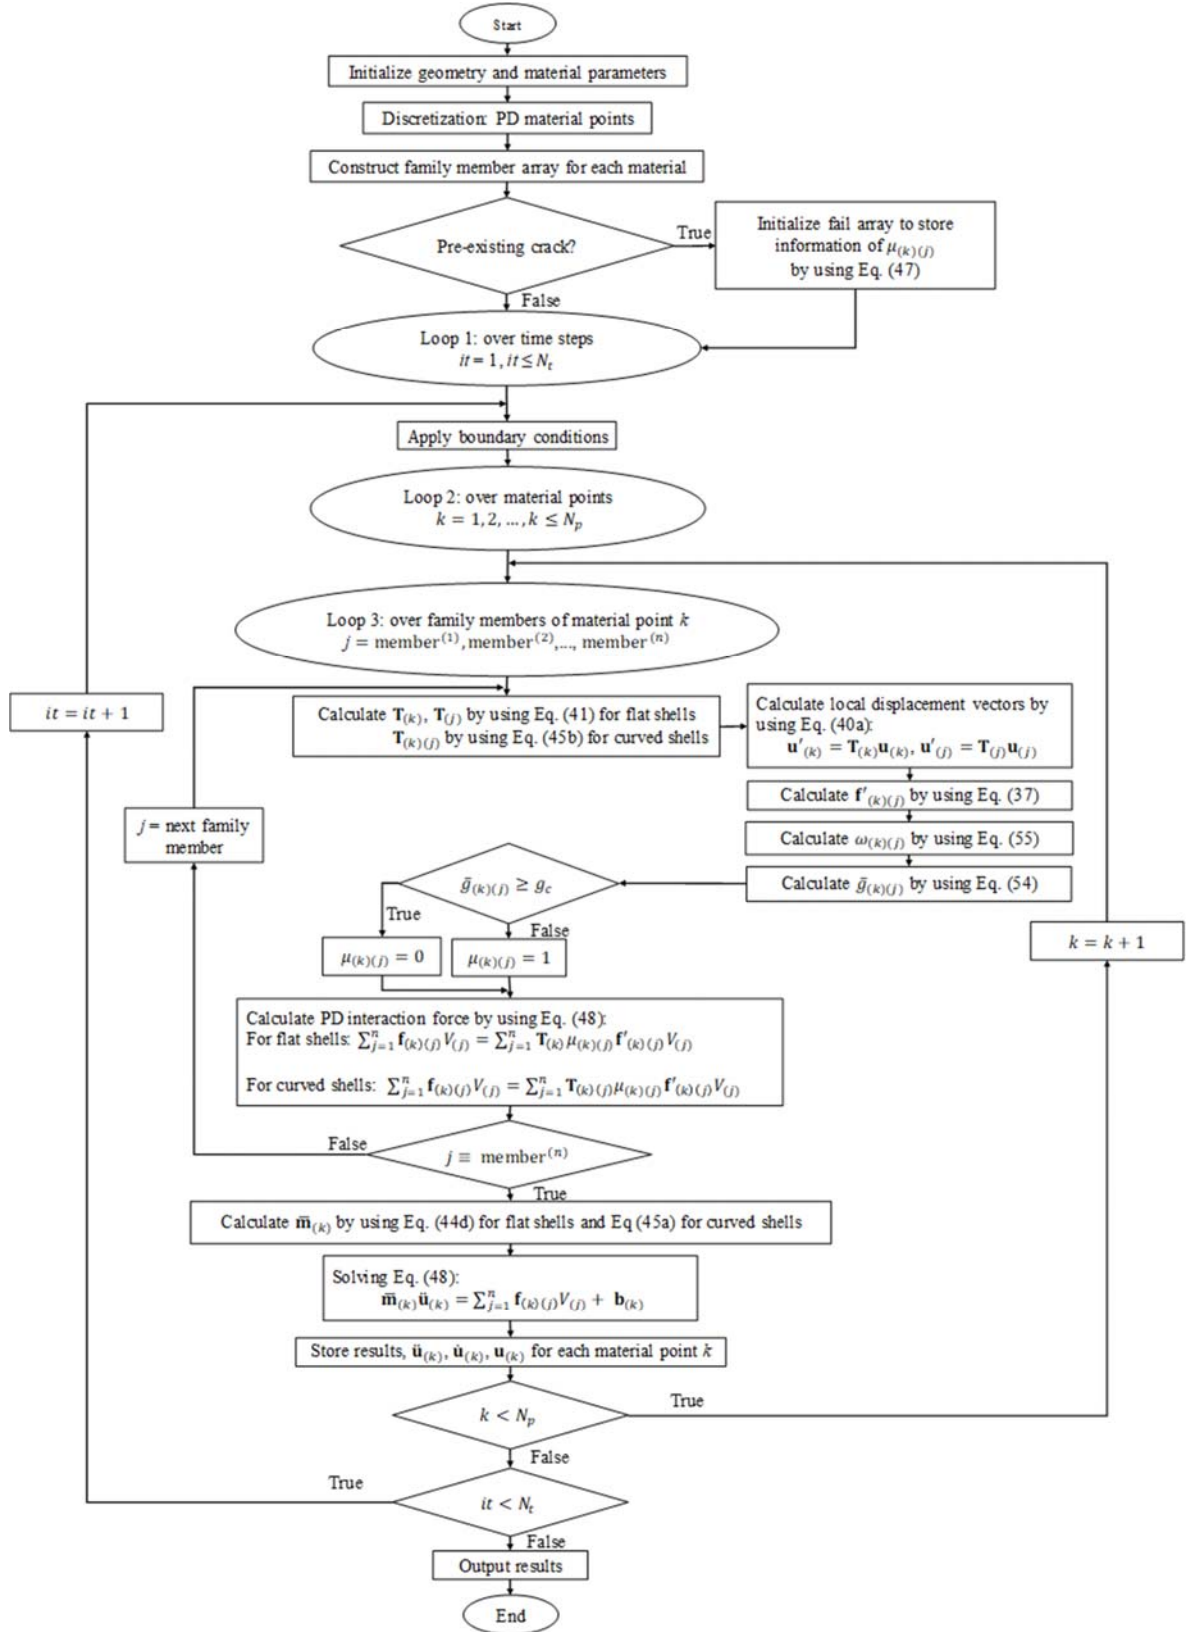 Start
Initialize geometry and material parameters
Discretization: PD material points
Construct family member array for each material
Pre-existing crack?
True
Initialize fail array to store
information of μ₍ₖ₎₍ⱼ₎
by using Eq. (47)
False
Loop 1: over time steps
it = 1, it ≤ Nₜ
Apply boundary conditions
Loop 2: over material points
k = 1,2, ..., k ≤ Nₚ
Loop 3: over family members of material point k
j = member⁽¹⁾, member⁽²⁾,..., member⁽ⁿ⁾
it = it + 1
Calculate T₍ₖ₎, T₍ⱼ₎ by using Eq. (41) for flat shells
T₍ₖ₎₍ⱼ₎ by using Eq. (45b) for curved shells
Calculate local displacement vectors by
using Eq. (40a):
u′₍ₖ₎ = T₍ₖ₎u₍ₖ₎, u′₍ⱼ₎ = T₍ⱼ₎u₍ⱼ₎
Calculate f′₍ₖ₎₍ⱼ₎ by using Eq. (37)
j = next family
member
Calculate ω₍ₖ₎₍ⱼ₎ by using Eq. (55)
Calculate ḡ₍ₖ₎₍ⱼ₎ by using Eq. (54)
ḡ₍ₖ₎₍ⱼ₎ ≥ g_c
True
False
k = k + 1
μ₍ₖ₎₍ⱼ₎ = 0
μ₍ₖ₎₍ⱼ₎ = 1
Calculate PD interaction force by using Eq. (48):
For flat shells: ∑ⁿⱼ₌₁ f₍ₖ₎₍ⱼ₎V₍ⱼ₎ = ∑ⁿⱼ₌₁ T₍ₖ₎μ₍ₖ₎₍ⱼ₎f′₍ₖ₎₍ⱼ₎V₍ⱼ₎
For curved shells: ∑ⁿⱼ₌₁ f₍ₖ₎₍ⱼ₎V₍ⱼ₎ = ∑ⁿⱼ₌₁ T₍ₖ₎₍ⱼ₎μ₍ₖ₎₍ⱼ₎f′₍ₖ₎₍ⱼ₎V₍ⱼ₎
False
j ≡ member⁽ⁿ⁾
True
Calculate m̄₍ₖ₎ by using Eq. (44d) for flat shells and Eq (45a) for curved shells
Solving Eq. (48):
m̄₍ₖ₎ü₍ₖ₎ = ∑ⁿⱼ₌₁ f₍ₖ₎₍ⱼ₎V₍ⱼ₎ + b₍ₖ₎
Store results, ü₍ₖ₎, u̇₍ₖ₎, u₍ₖ₎ for each material point k
k < Nₚ
True
False
True
it < Nₜ
False
Output results
End